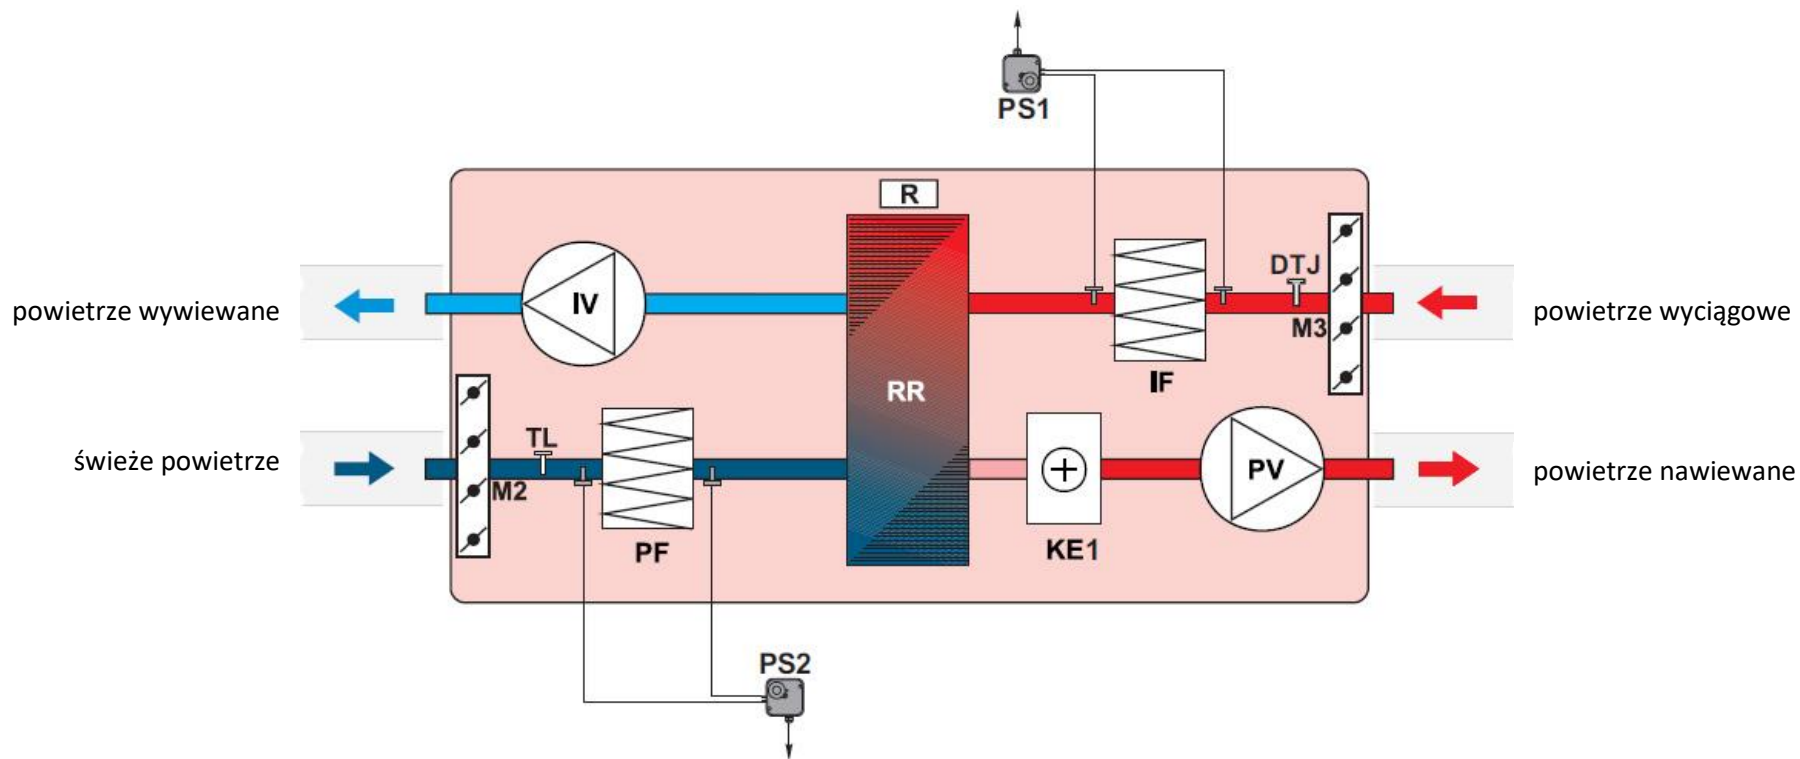 PS1
R
DTJ
powietrze wywiewane
IV
powietrze wyciągowe
M3
IF
RR
TL
świeże powietrze
M2
PV
powietrze nawiewane
PF
KE1
PS2